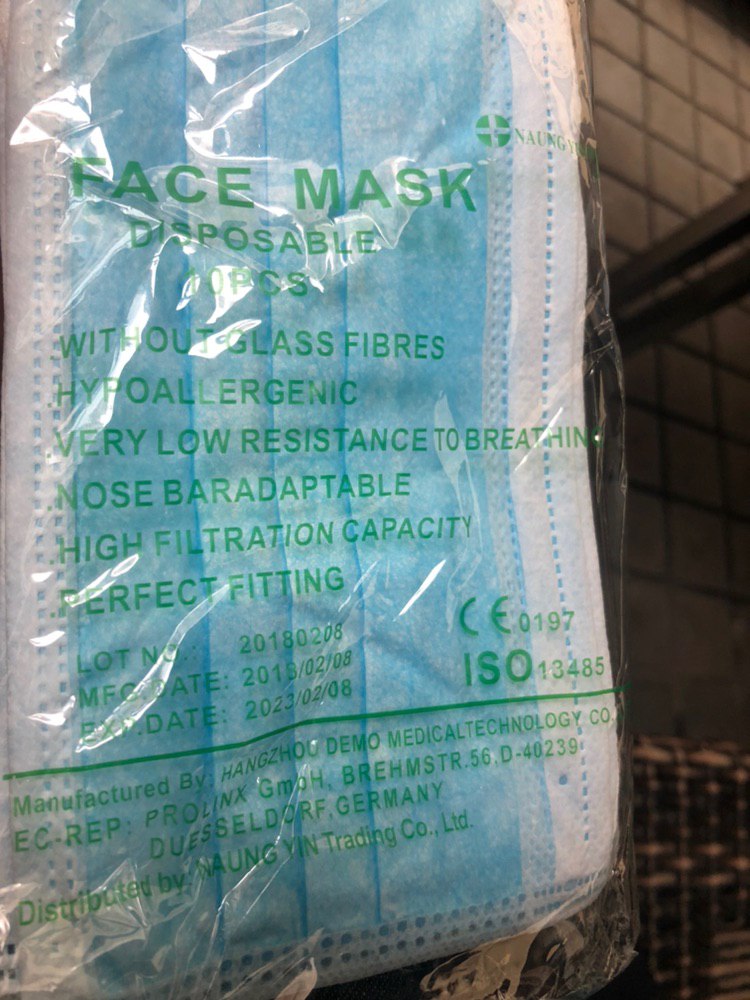 NAUNG
FACE MASK
DISPOSABLE
10PCS
.WITHOUT GLASS FIBRES
.HYPOALLERGENIC
.VERY LOW RESISTANCE TO BREATHING
.NOSE BARADAPTABLE
.HIGH FILTRATION CAPACITY
.PERFECT FITTING
LOT NO.: 20180208
MFG.DATE: 2018/02/08
EXP.DATE: 2023/02/08
CE 0197
ISO 13485
Manufactured By: HANGZHOU DEMO MEDICALTECHNOLOGY CO.
EC-REP: PROLINX GmbH, BREHMSTR.56,D-40239
DUESSELDORF,GERMANY
Distributed by: NAUNG YIN Trading Co., Ltd.